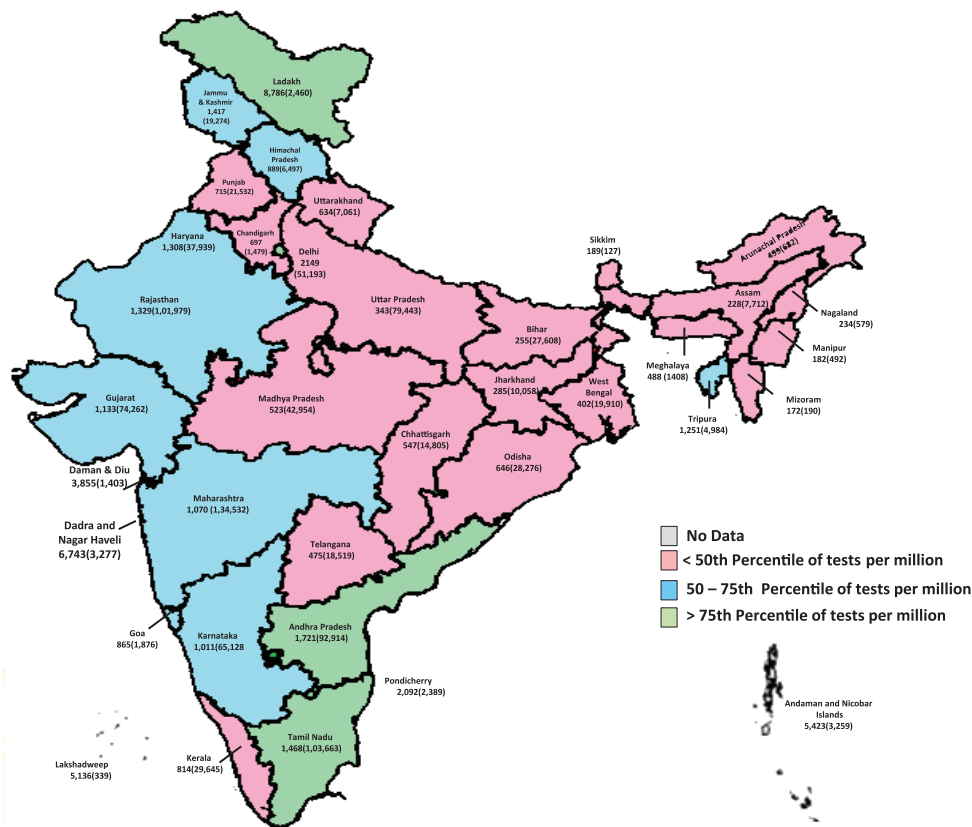 Ladakh
8,786(2,460)
Jammu
& Kashmir
1,417
(19,274)
Himachal
Pradesh
889(6,497)
Punjab
715(21,532)
Uttarakhand
634(7,061)
Haryana
1,308(37,939)
Chandigarh
697
(1,479)
Delhi
2149
(51,193)
Sikkim
189(127)
Arunachal Pradesh
499(682)
Assam
228(7,712)
Nagaland
234(579)
Rajasthan
1,329(1,01,979)
Uttar Pradesh
343(79,443)
Bihar
255(27,608)
Manipur
182(492)
Meghalaya
488 (1408)
Mizoram
172(190)
Tripura
1,251(4,984)
Gujarat
1,133(74,262)
Madhya Pradesh
523(42,954)
Jharkhand
285(10,058)
West
Bengal
402(19,910)
Chhattisgarh
547(14,805)
Odisha
646(28,276)
Daman & Diu
3,855(1,403)
Maharashtra
1,070 (1,34,532)
Dadra and
Nagar Haveli
6,743(3,277)
Telangana
475(18,519)
No Data
< 50th Percentile of tests per million
50 – 75th Percentile of tests per million
> 75th Percentile of tests per million
Goa
865(1,876)
Karnataka
1,011(65,128
Andhra Pradesh
1,721(92,914)
Pondicherry
2,092(2,389)
Andaman and Nicobar
Islands
5,423(3,259)
Tamil Nadu
1,468(1,03,663)
Kerala
814(29,645)
Lakshadweep
5,136(339)